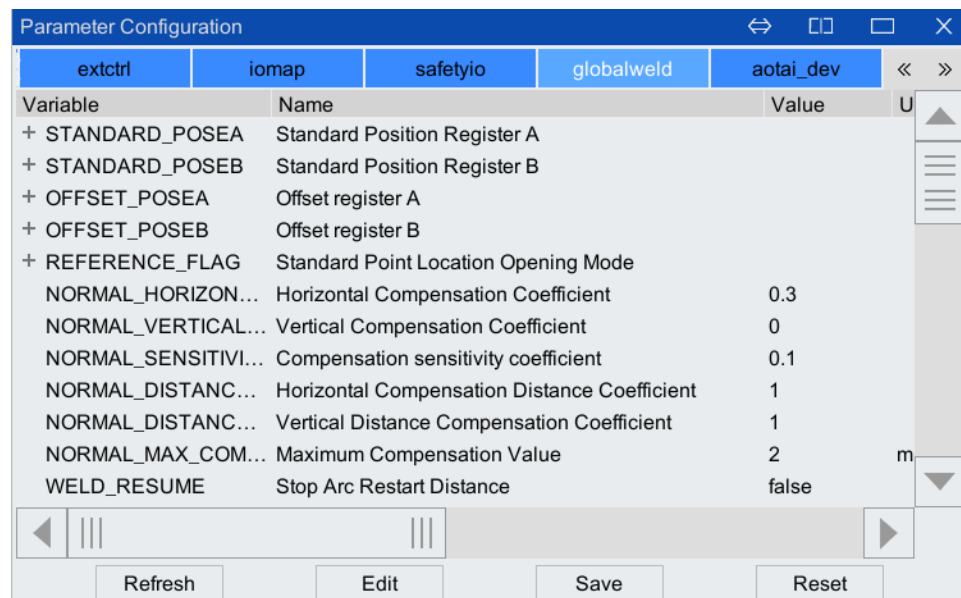 Parameter Configuration
extctrl iomap safetyio globalweld aotai_dev « »
Variable Name Value U
+ STANDARD_POSEA Standard Position Register A
+ STANDARD_POSEB Standard Position Register B
+ OFFSET_POSEA Offset register A
+ OFFSET_POSEB Offset register B
+ REFERENCE_FLAG Standard Point Location Opening Mode
NORMAL_HORIZON... Horizontal Compensation Coefficient 0.3
NORMAL_VERTICAL... Vertical Compensation Coefficient 0
NORMAL_SENSITIVI... Compensation sensitivity coefficient 0.1
NORMAL_DISTANC... Horizontal Compensation Distance Coefficient 1
NORMAL_DISTANC... Vertical Distance Compensation Coefficient 1
NORMAL_MAX_COM... Maximum Compensation Value 2 m
WELD_RESUME Stop Arc Restart Distance false
Refresh Edit Save Reset